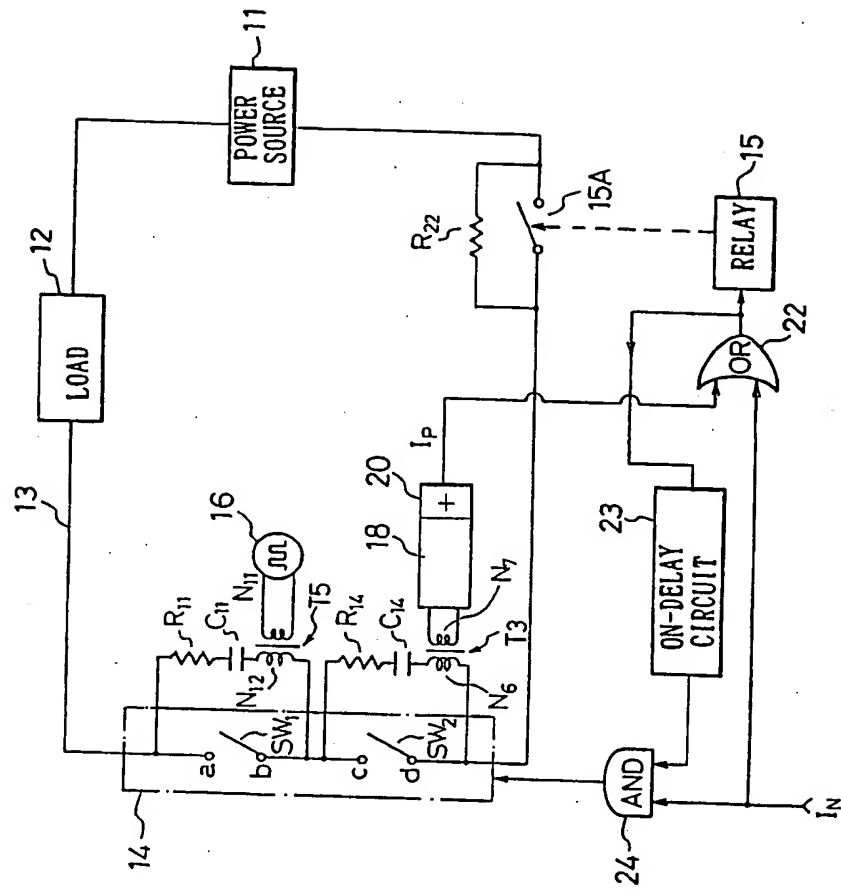 11
POWER
SOURCE
12
LOAD
13
R22
15A
15
RELAY
16
N11
R11
C11
T5
N12
20
+
18
IP
N7
R14
C14
T3
N6
22
OR
23
ON-DELAY
CIRCUIT
a
SW1
b
c
SW2
d
14
AND
24
IN